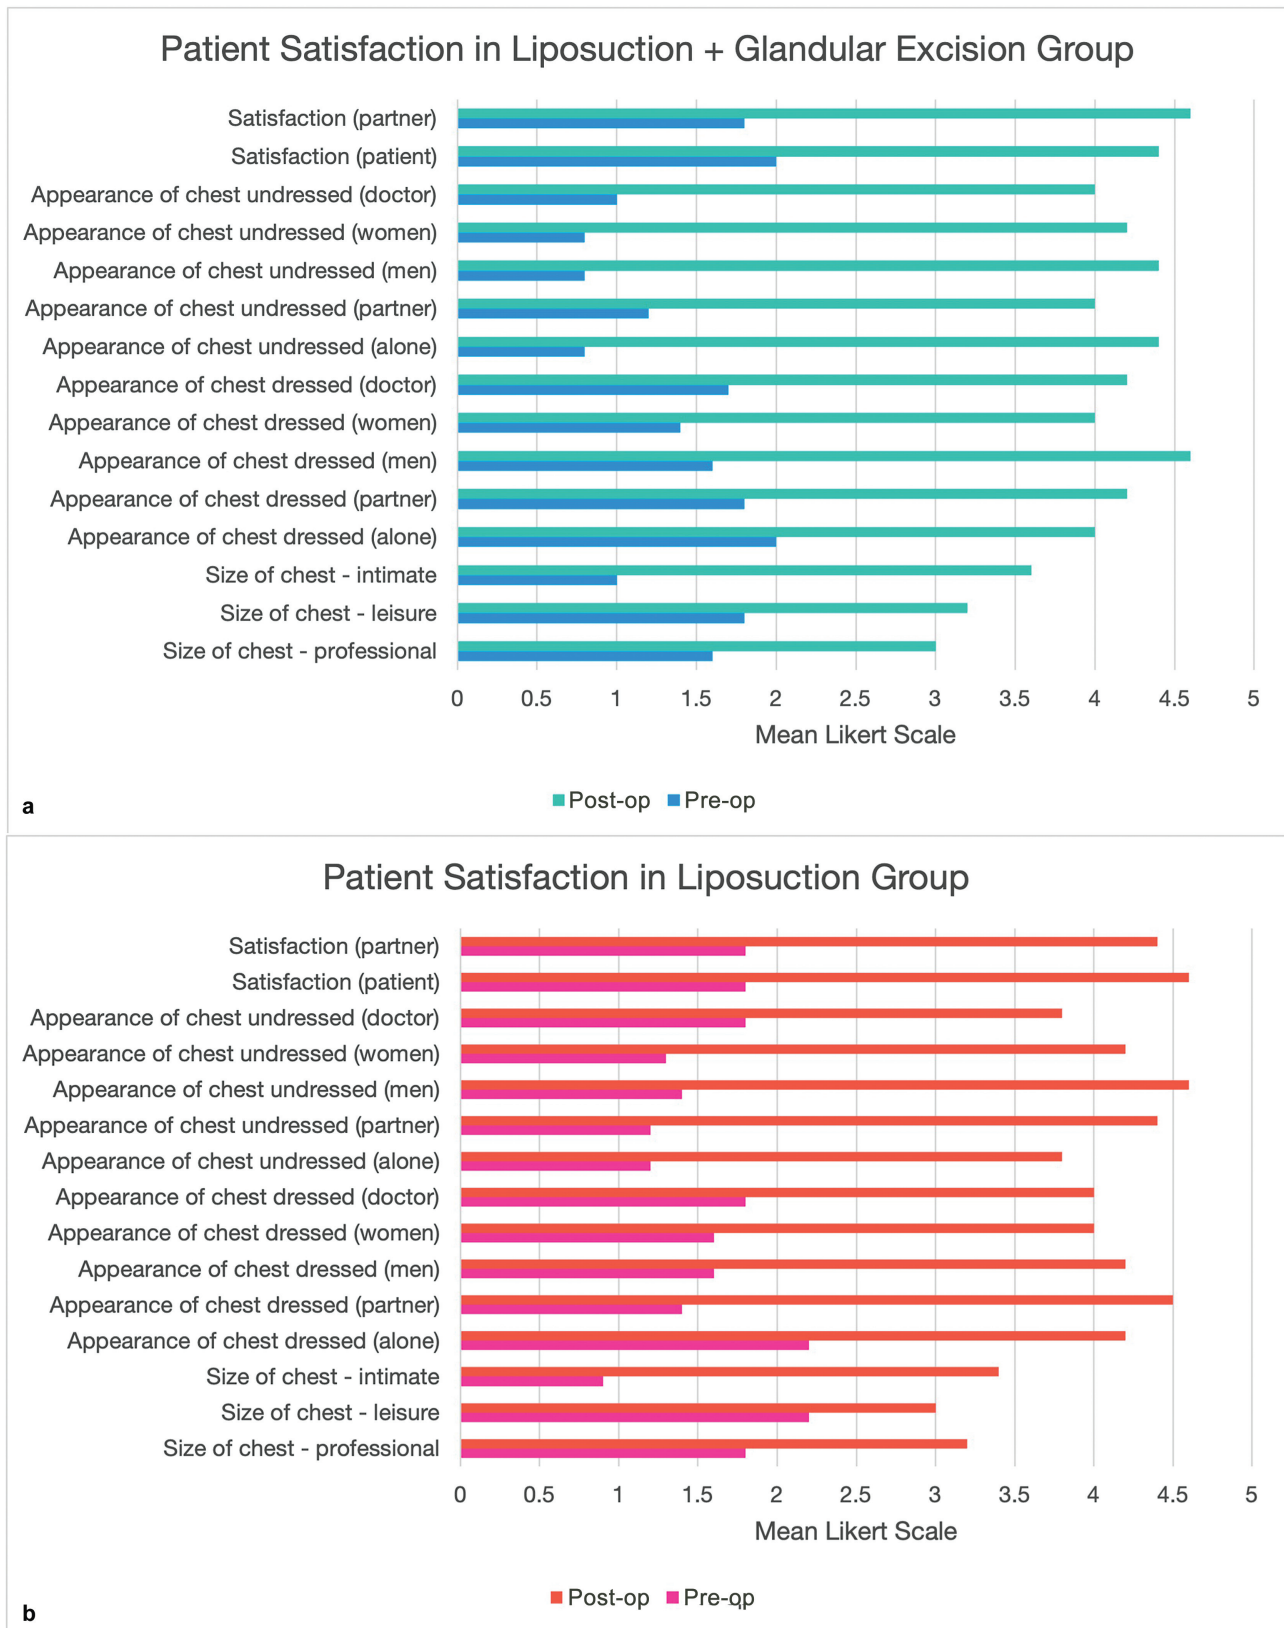 Patient Satisfaction in Liposuction + Glandular Excision Group
Satisfaction (partner)
Satisfaction (patient)
Appearance of chest undressed (doctor)
Appearance of chest undressed (women)
Appearance of chest undressed (men)
Appearance of chest undressed (partner)
Appearance of chest undressed (alone)
Appearance of chest dressed (doctor)
Appearance of chest dressed (women)
Appearance of chest dressed (men)
Appearance of chest dressed (partner)
Appearance of chest dressed (alone)
Size of chest - intimate
Size of chest - leisure
Size of chest - professional
0 0.5 1 1.5 2 2.5 3 3.5 4 4.5 5
Mean Likert Scale
Post-op Pre-op
a
Patient Satisfaction in Liposuction Group
Satisfaction (partner)
Satisfaction (patient)
Appearance of chest undressed (doctor)
Appearance of chest undressed (women)
Appearance of chest undressed (men)
Appearance of chest undressed (partner)
Appearance of chest undressed (alone)
Appearance of chest dressed (doctor)
Appearance of chest dressed (women)
Appearance of chest dressed (men)
Appearance of chest dressed (partner)
Appearance of chest dressed (alone)
Size of chest - intimate
Size of chest - leisure
Size of chest - professional
0 0.5 1 1.5 2 2.5 3 3.5 4 4.5 5
Mean Likert Scale
Post-op Pre-op
b